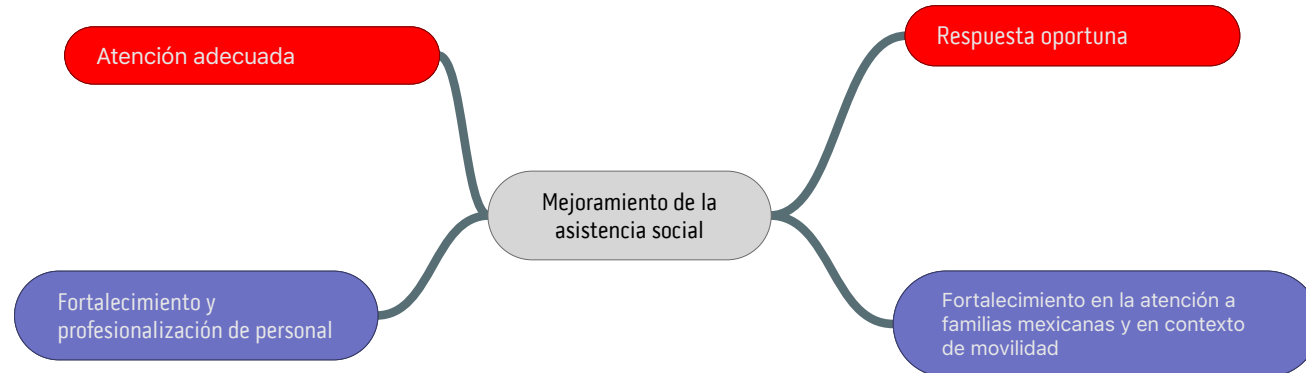 Atención adecuada
Respuesta oportuna
Mejoramiento de la
asistencia social
Fortalecimiento y
profesionalización de personal
Fortalecimiento en la atención a
familias mexicanas y en contexto
de movilidad